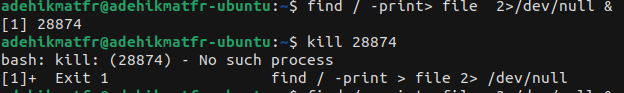 adehikmatfr@adehikmatfr-ubuntu:~$ find / -print> file  2>/dev/null &
[1] 28874
adehikmatfr@adehikmatfr-ubuntu:~$ kill 28874
bash: kill: (28874) - No such process
[1]+  Exit 1                  find / -print > file 2> /dev/null